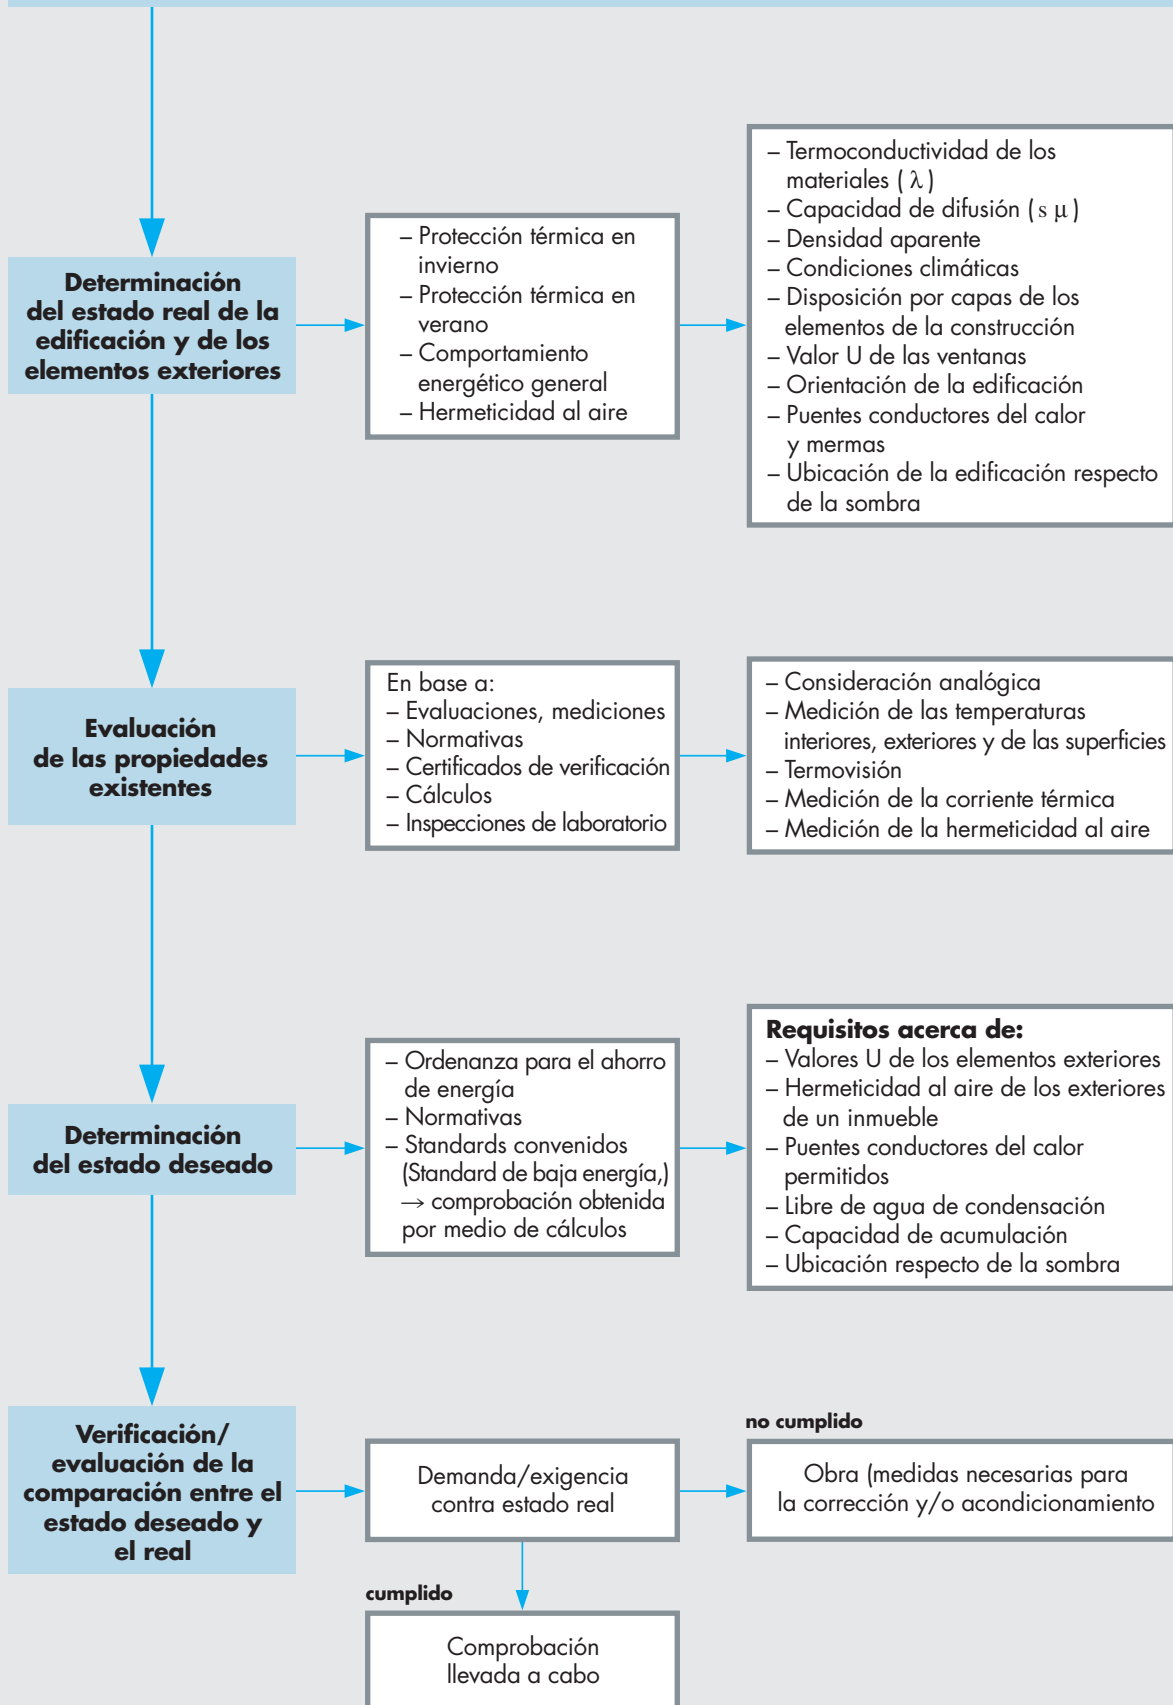 Determinación
del estado real de la
edificación y de los
elementos exteriores
– Protección térmica en
invierno
– Protección térmica en
verano
– Comportamiento
energético general
– Hermeticidad al aire
– Termoconductividad de los
materiales ( λ )
– Capacidad de difusión ( s μ )
– Densidad aparente
– Condiciones climáticas
– Disposición por capas de los
elementos de la construcción
– Valor U de las ventanas
– Orientación de la edificación
– Puentes conductores del calor
y mermas
– Ubicación de la edificación respecto
de la sombra
Evaluación
de las propiedades
existentes
En base a:
– Evaluaciones, mediciones
– Normativas
– Certificados de verificación
– Cálculos
– Inspecciones de laboratorio
– Consideración analógica
– Medición de las temperaturas
interiores, exteriores y de las superficies
– Termovisión
– Medición de la corriente térmica
– Medición de la hermeticidad al aire
Determinación
del estado deseado
– Ordenanza para el ahorro
de energía
– Normativas
– Standards convenidos
(Standard de baja energía,)
→ comprobación obtenida
por medio de cálculos
Requisitos acerca de:
– Valores U de los elementos exteriores
– Hermeticidad al aire de los exteriores
de un inmueble
– Puentes conductores del calor
permitidos
– Libre de agua de condensación
– Capacidad de acumulación
– Ubicación respecto de la sombra
Verificación/
evaluación de la
comparación entre el
estado deseado y
el real
Demanda/exigencia
contra estado real
no cumplido
Obra (medidas necesarias para
la corrección y/o acondicionamiento
cumplido
Comprobación
llevada a cabo